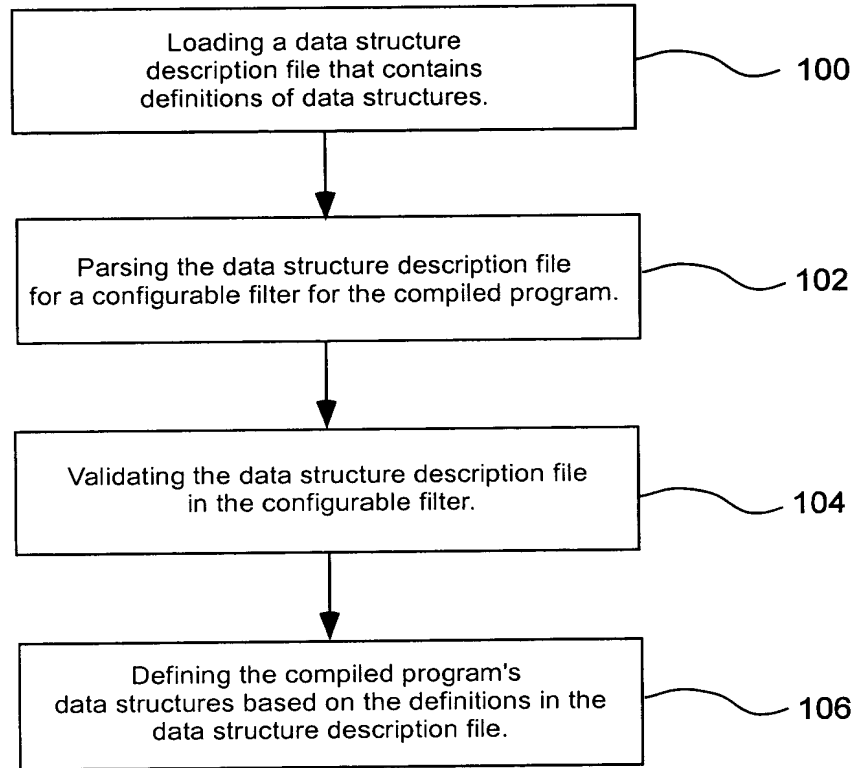 Loading a data structure
description file that contains
definitions of data structures.
100
Parsing the data structure description file
for a configurable filter for the compiled program.
102
Validating the data structure description file
in the configurable filter.
104
Defining the compiled program's
data structures based on the definitions in the
data structure description file.
106